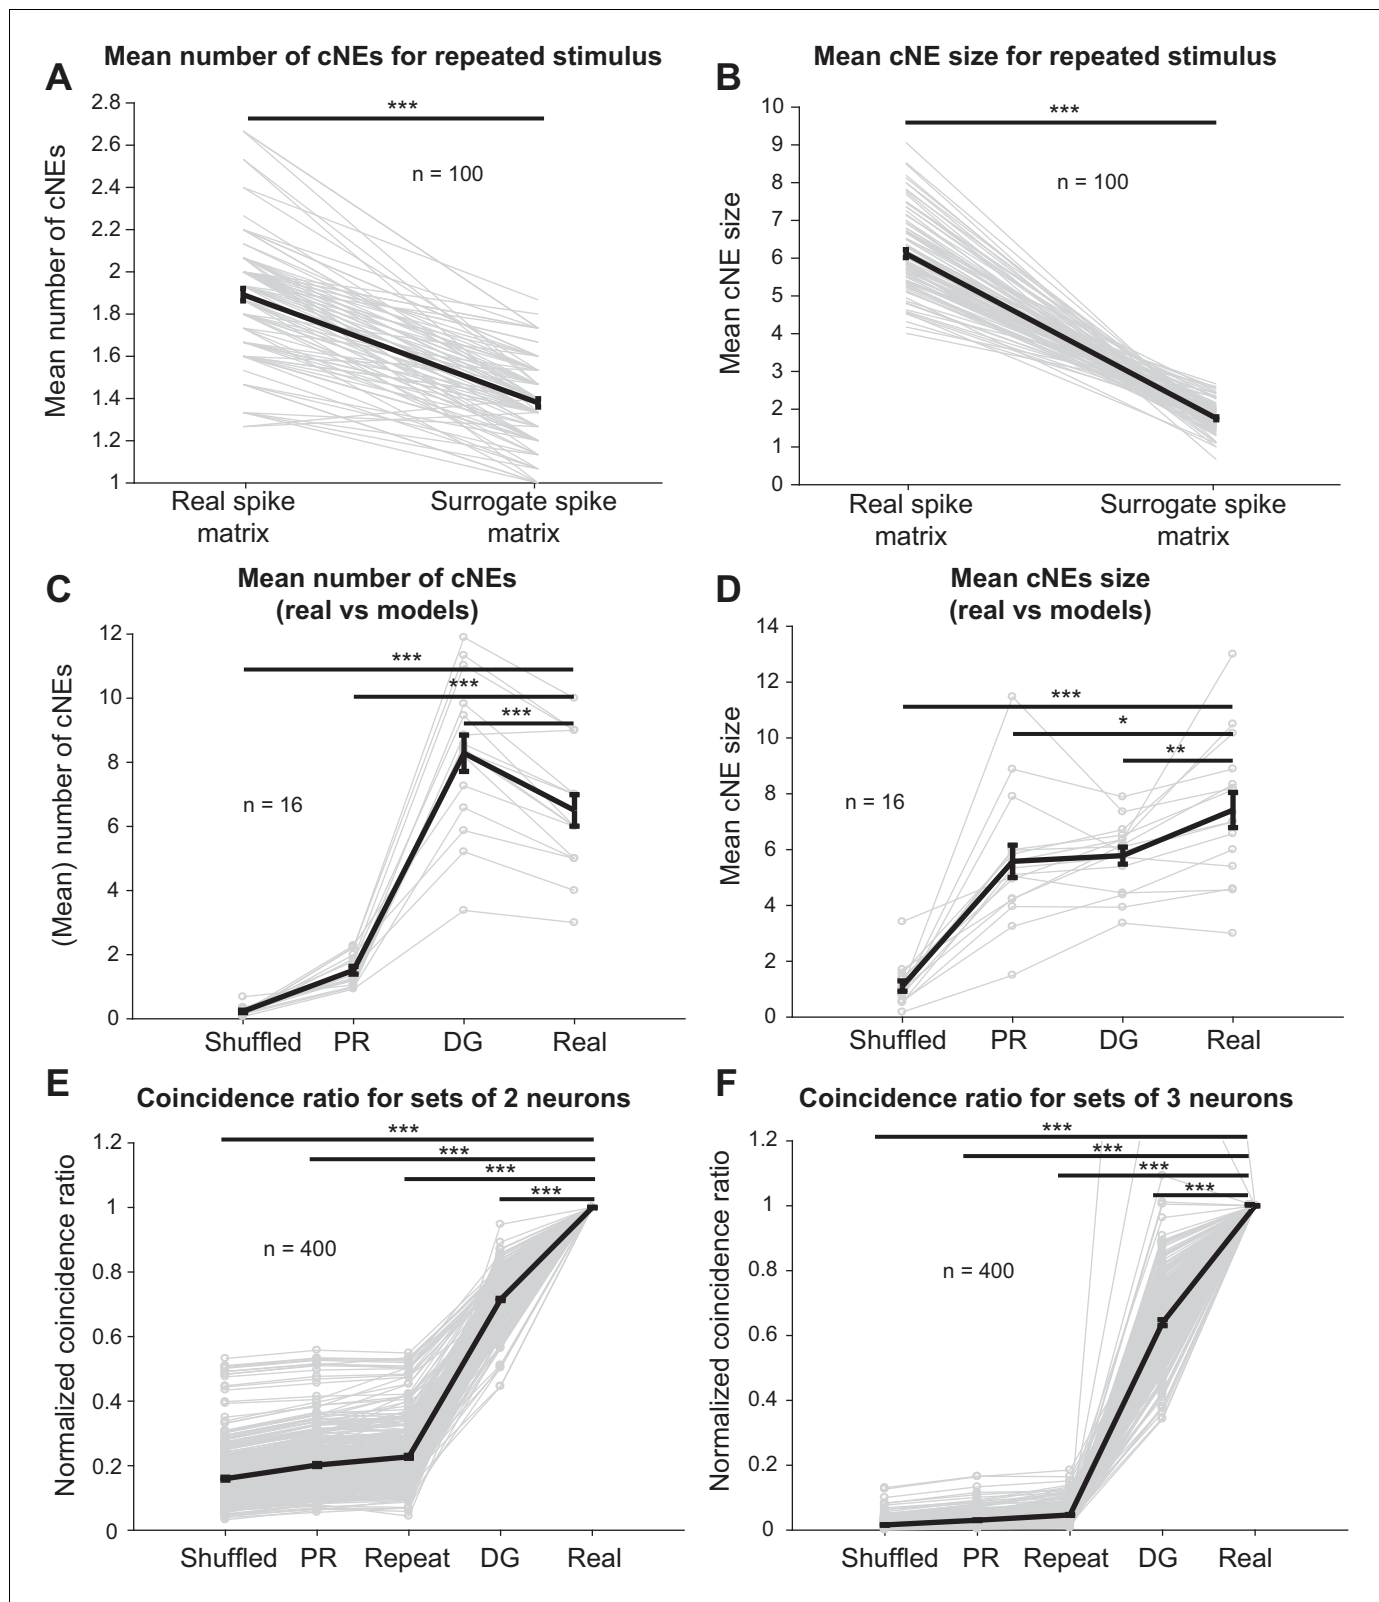 A
Mean number of cNEs for repeated stimulus
Mean number of cNEs
2.8
2.6
2.4
2.2
2
1.8
1.6
1.4
1.2
1
***
n = 100
Real spike
matrix
Surrogate spike
matrix
B
Mean cNE size for repeated stimulus
Mean cNE size
10
9
8
7
6
5
4
3
2
1
0
***
n = 100
Real spike
matrix
Surrogate spike
matrix
C
Mean number of cNEs
(real vs models)
(Mean) number of cNEs
12
10
8
6
4
2
0
***
***
***
n = 16
Shuffled
PR
DG
Real
D
Mean cNEs size
(real vs models)
Mean cNE size
14
12
10
8
6
4
2
0
***
*
**
n = 16
Shuffled
PR
DG
Real
E
Coincidence ratio for sets of 2 neurons
Normalized coincidence ratio
1.2
1
0.8
0.6
0.4
0.2
0
***
***
***
***
n = 400
Shuffled
PR
Repeat
DG
Real
F
Coincidence ratio for sets of 3 neurons
Normalized coincidence ratio
1.2
1
0.8
0.6
0.4
0.2
0
***
***
***
***
n = 400
Shuffled
PR
Repeat
DG
Real